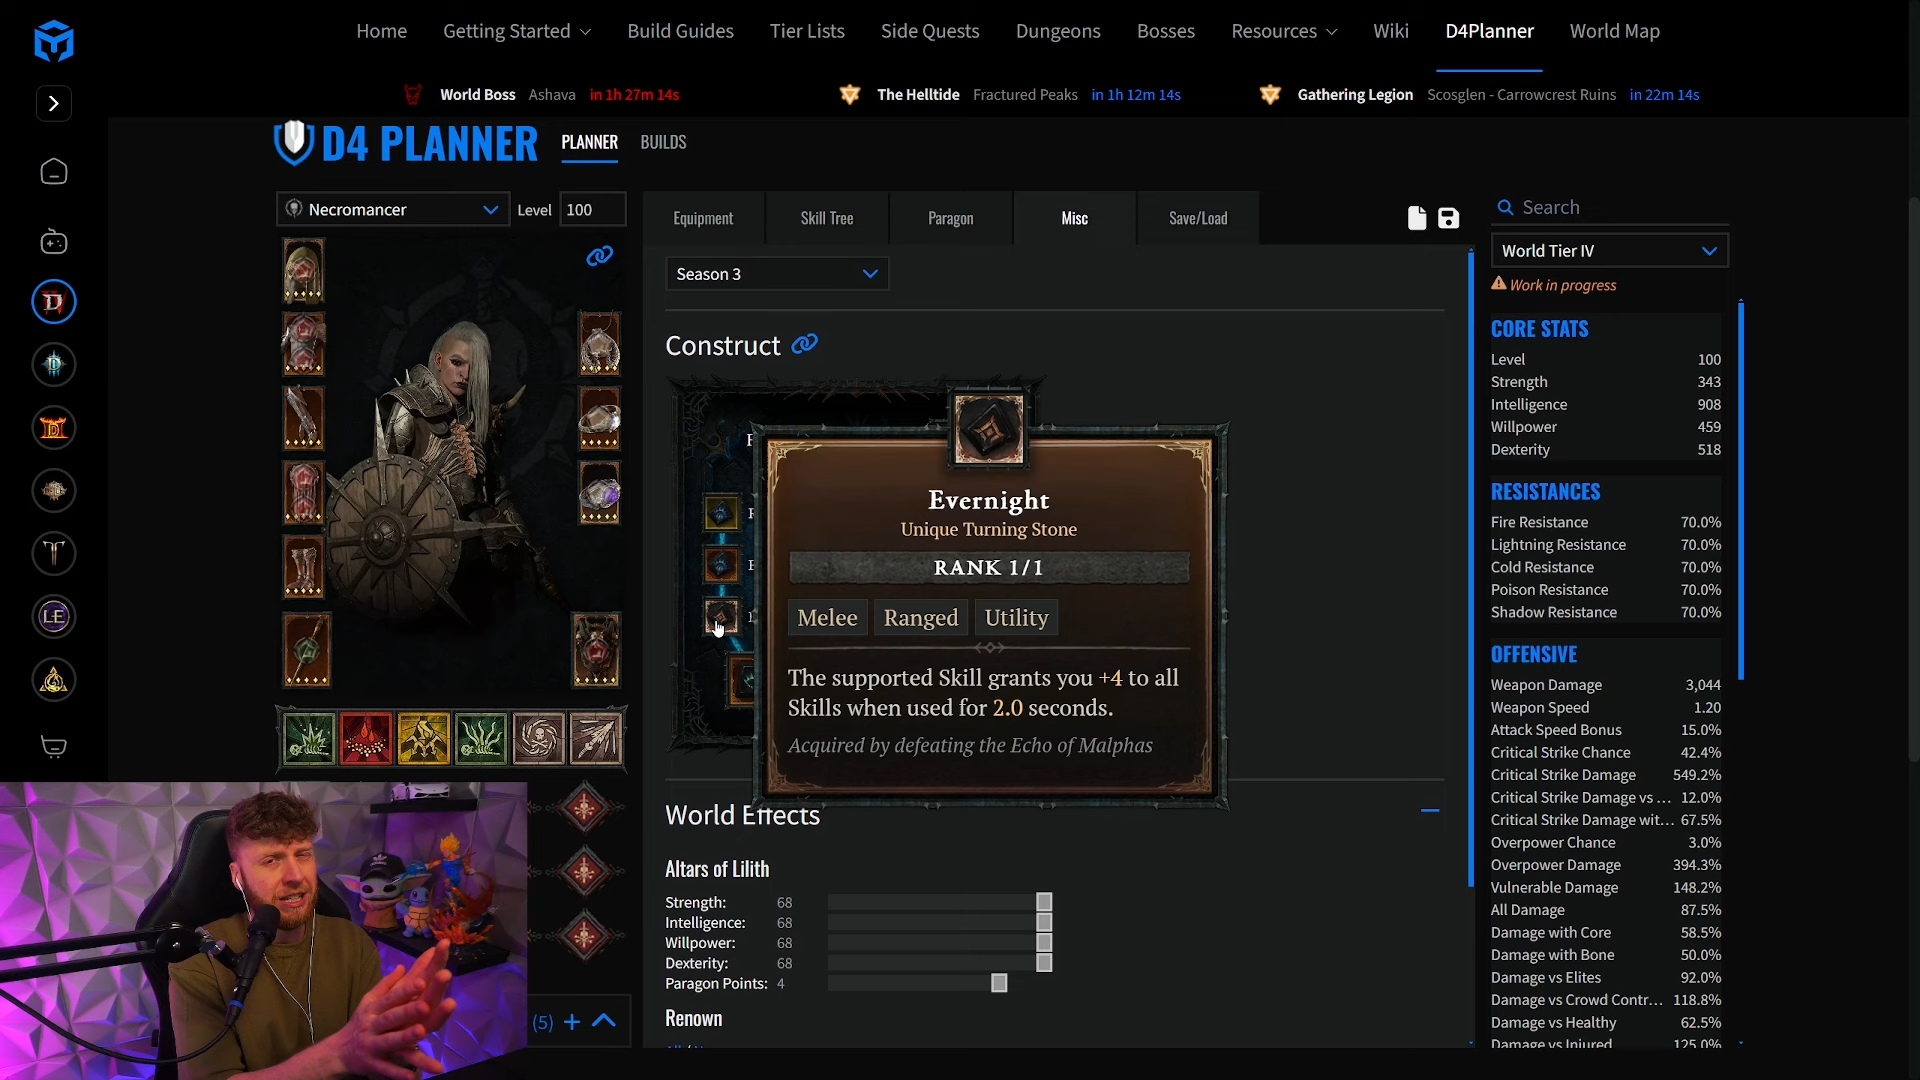 Home
Getting Started
Build Guides
Tier Lists
Side Quests
Dungeons
Bosses
Resources
Wiki
D4Planner
World Map
World Boss Ashava in 1h 27m 14s
The Helltide Fractured Peaks in 1h 12m 14s
Gathering Legion Scosglen - Carrowcrest Ruins in 22m 14s
D4 PLANNER
PLANNER
BUILDS
Necromancer
Level 100
Equipment
Skill Tree
Paragon
Misc
Save/Load
Season 3
Construct
Evernight
Unique Turning Stone
RANK 1/1
Melee Ranged Utility
The supported Skill grants you +4 to all
Skills when used for 2.0 seconds.
Acquired by defeating the Echo of Malphas
World Effects
Altars of Lilith
Strength: 68
Intelligence: 68
Willpower: 68
Dexterity: 68
Paragon Points: 4
Renown
(5)
Search
World Tier IV
Work in progress
CORE STATS
Level 100
Strength 343
Intelligence 908
Willpower 459
Dexterity 518
RESISTANCES
Fire Resistance 70.0%
Lightning Resistance 70.0%
Cold Resistance 70.0%
Poison Resistance 70.0%
Shadow Resistance 70.0%
OFFENSIVE
Weapon Damage 3,044
Weapon Speed 1.20
Attack Speed Bonus 15.0%
Critical Strike Chance 42.4%
Critical Strike Damage 549.2%
Critical Strike Damage vs ... 12.0%
Critical Strike Damage wit... 67.5%
Overpower Chance 3.0%
Overpower Damage 394.3%
Vulnerable Damage 148.2%
All Damage 87.5%
Damage with Core 58.5%
Damage with Bone 50.0%
Damage vs Elites 92.0%
Damage vs Crowd Contr... 118.8%
Damage vs Healthy 62.5%
Damage vs Injured 125.0%
LE